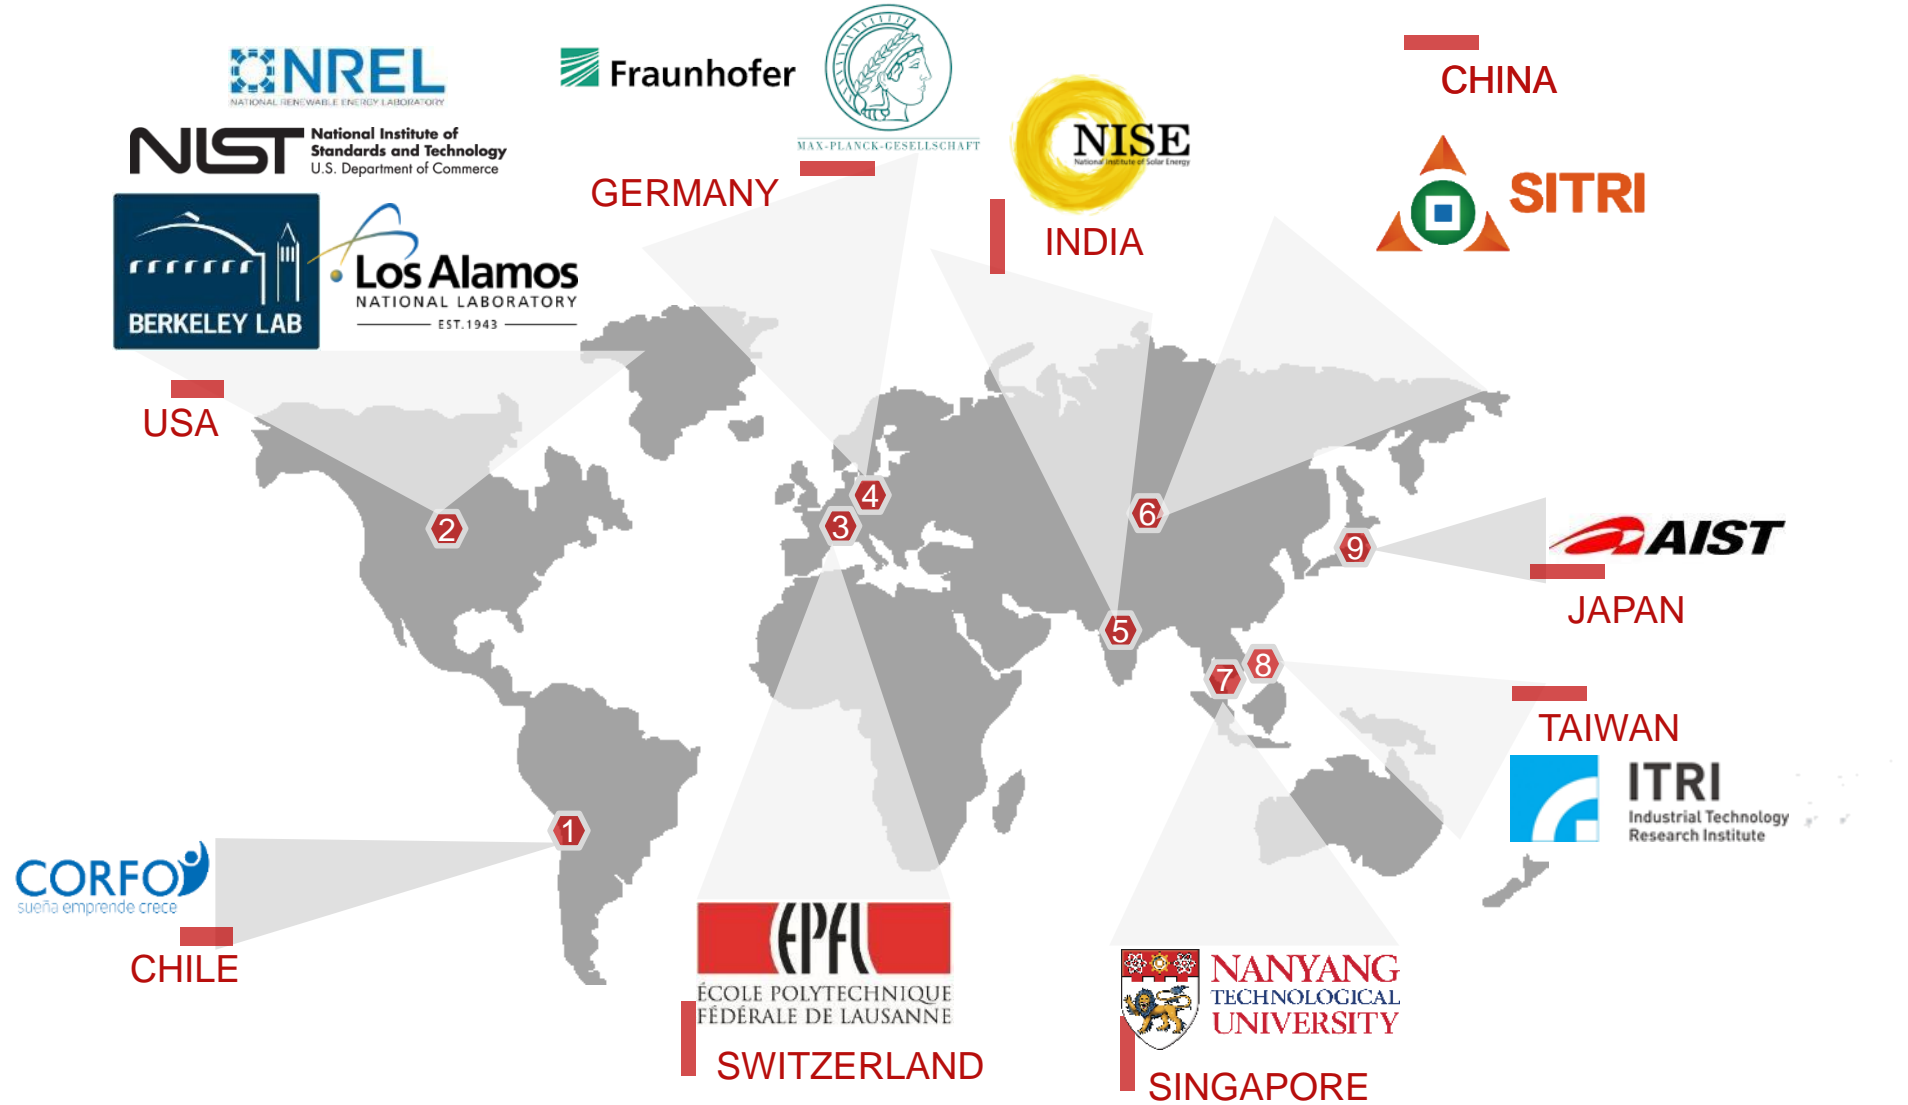 NREL
NATIONAL RENEWABLE ENERGY LABORATORY
NIST
National Institute of
Standards and Technology
U.S. Department of Commerce
BERKELEY LAB
Los Alamos
NATIONAL LABORATORY
EST.1943
USA
Fraunhofer
MAX-PLANCK-GESELLSCHAFT
GERMANY
NISE
National Institute of Solar Energy
INDIA
CHINA
SITRI
2
4
3
6
9
5
8
7
1
AIST
JAPAN
TAIWAN
ITRI
Industrial Technology
Research Institute
CORFO
sueña emprende crece
CHILE
EPFL
ÉCOLE POLYTECHNIQUE
FÉDÉRALE DE LAUSANNE
SWITZERLAND
NANYANG
TECHNOLOGICAL
UNIVERSITY
SINGAPORE